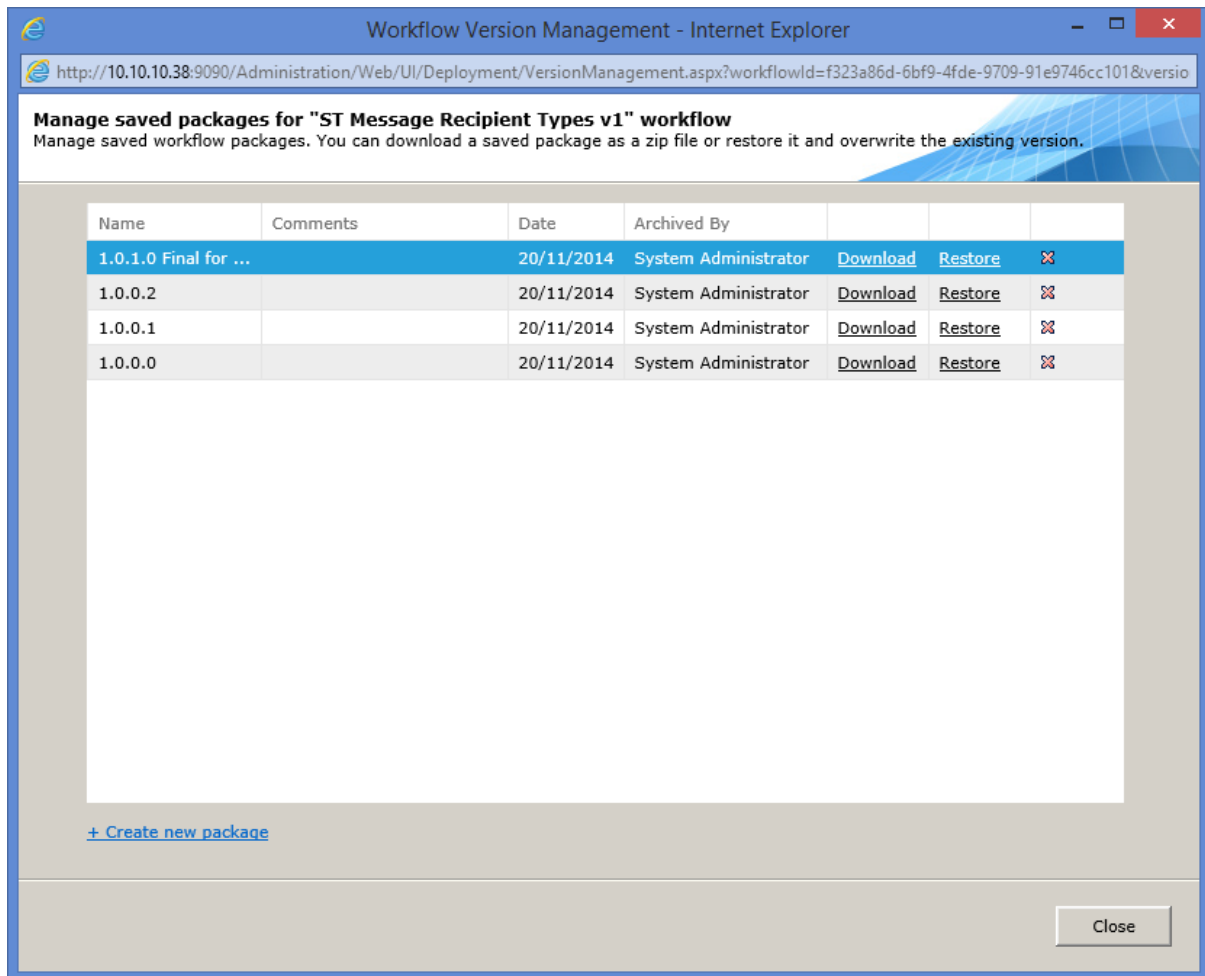 Workflow Version Management - Internet Explorer
http://10.10.10.38:9090/Administration/Web/UI/Deployment/VersionManagement.aspx?workflowId=f323a86d-6bf9-4fde-9709-91e9746cc101&versio
Manage saved packages for "ST Message Recipient Types v1" workflow
Manage saved workflow packages. You can download a saved package as a zip file or restore it and overwrite the existing version.
Name Comments Date Archived By
1.0.1.0 Final for ... 20/11/2014 System Administrator Download Restore
1.0.0.2 20/11/2014 System Administrator Download Restore
1.0.0.1 20/11/2014 System Administrator Download Restore
1.0.0.0 20/11/2014 System Administrator Download Restore
+ Create new package
Close